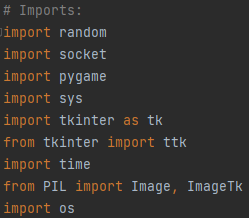 # Imports:
import random
import socket
import pygame
import sys
import tkinter as tk
from tkinter import ttk
import time
from PIL import Image, ImageTk
import os